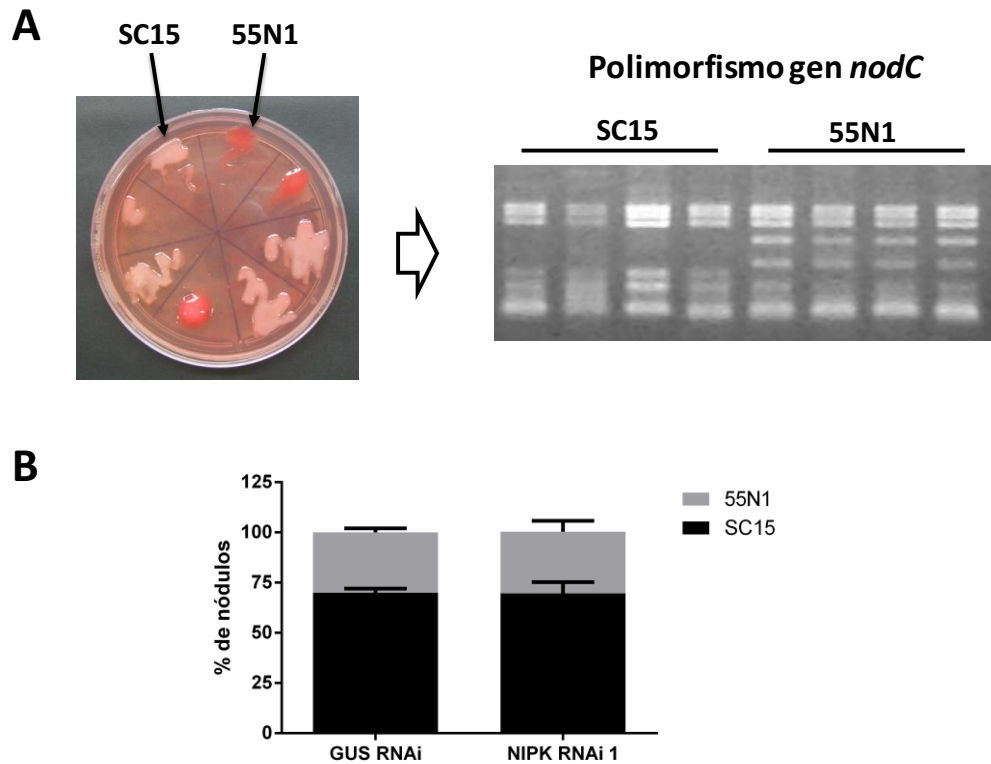 A
SC15
55N1
Polimorfismo gen nodC
SC15
55N1
B
125
100
75
50
25
0
% de nódulos
55N1
SC15
GUS RNAi
NIPK RNAi 1